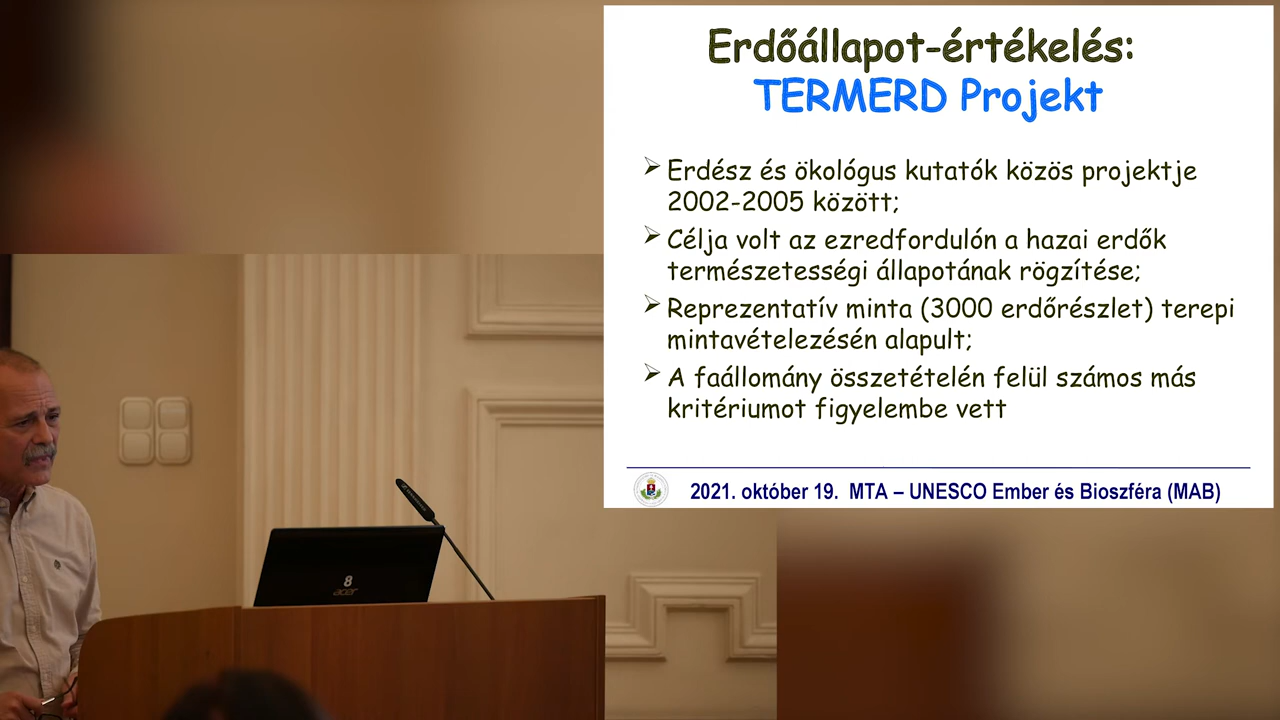 Erdőállapot-értékelés:
TERMERD Projekt
Erdész és ökológus kutatók közös projektje
2002-2005 között;
Célja volt az ezredfordulón a hazai erdők
természetességi állapotának rögzítése;
Reprezentatív minta (3000 erdőrészlet) terepi
mintavételezésén alapult;
A faállomány összetételén felül számos más
kritériumot figyelembe vett
2021. október 19. MTA – UNESCO Ember és Bioszféra (MAB)
8
acer